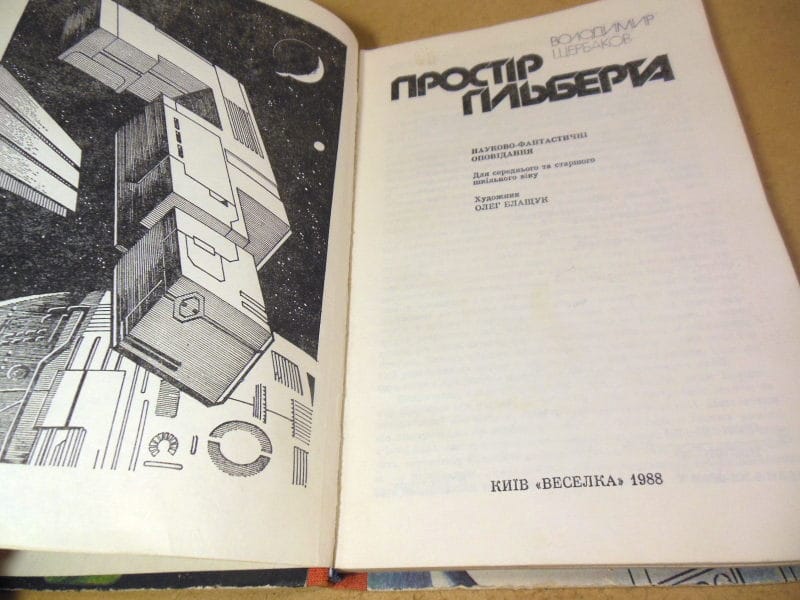 ВОЛОДИМИР
ЩЕРБАКОВ
ПРОСТІР
ГІЛЬБЕРТА
НАУКОВО-ФАНТАСТИЧНІ
ОПОВІДАННЯ
Для середнього та старшого
шкільного віку
Художник
ОЛЕГ БЛАЩУК
КИЇВ «ВЕСЕЛКА» 1988